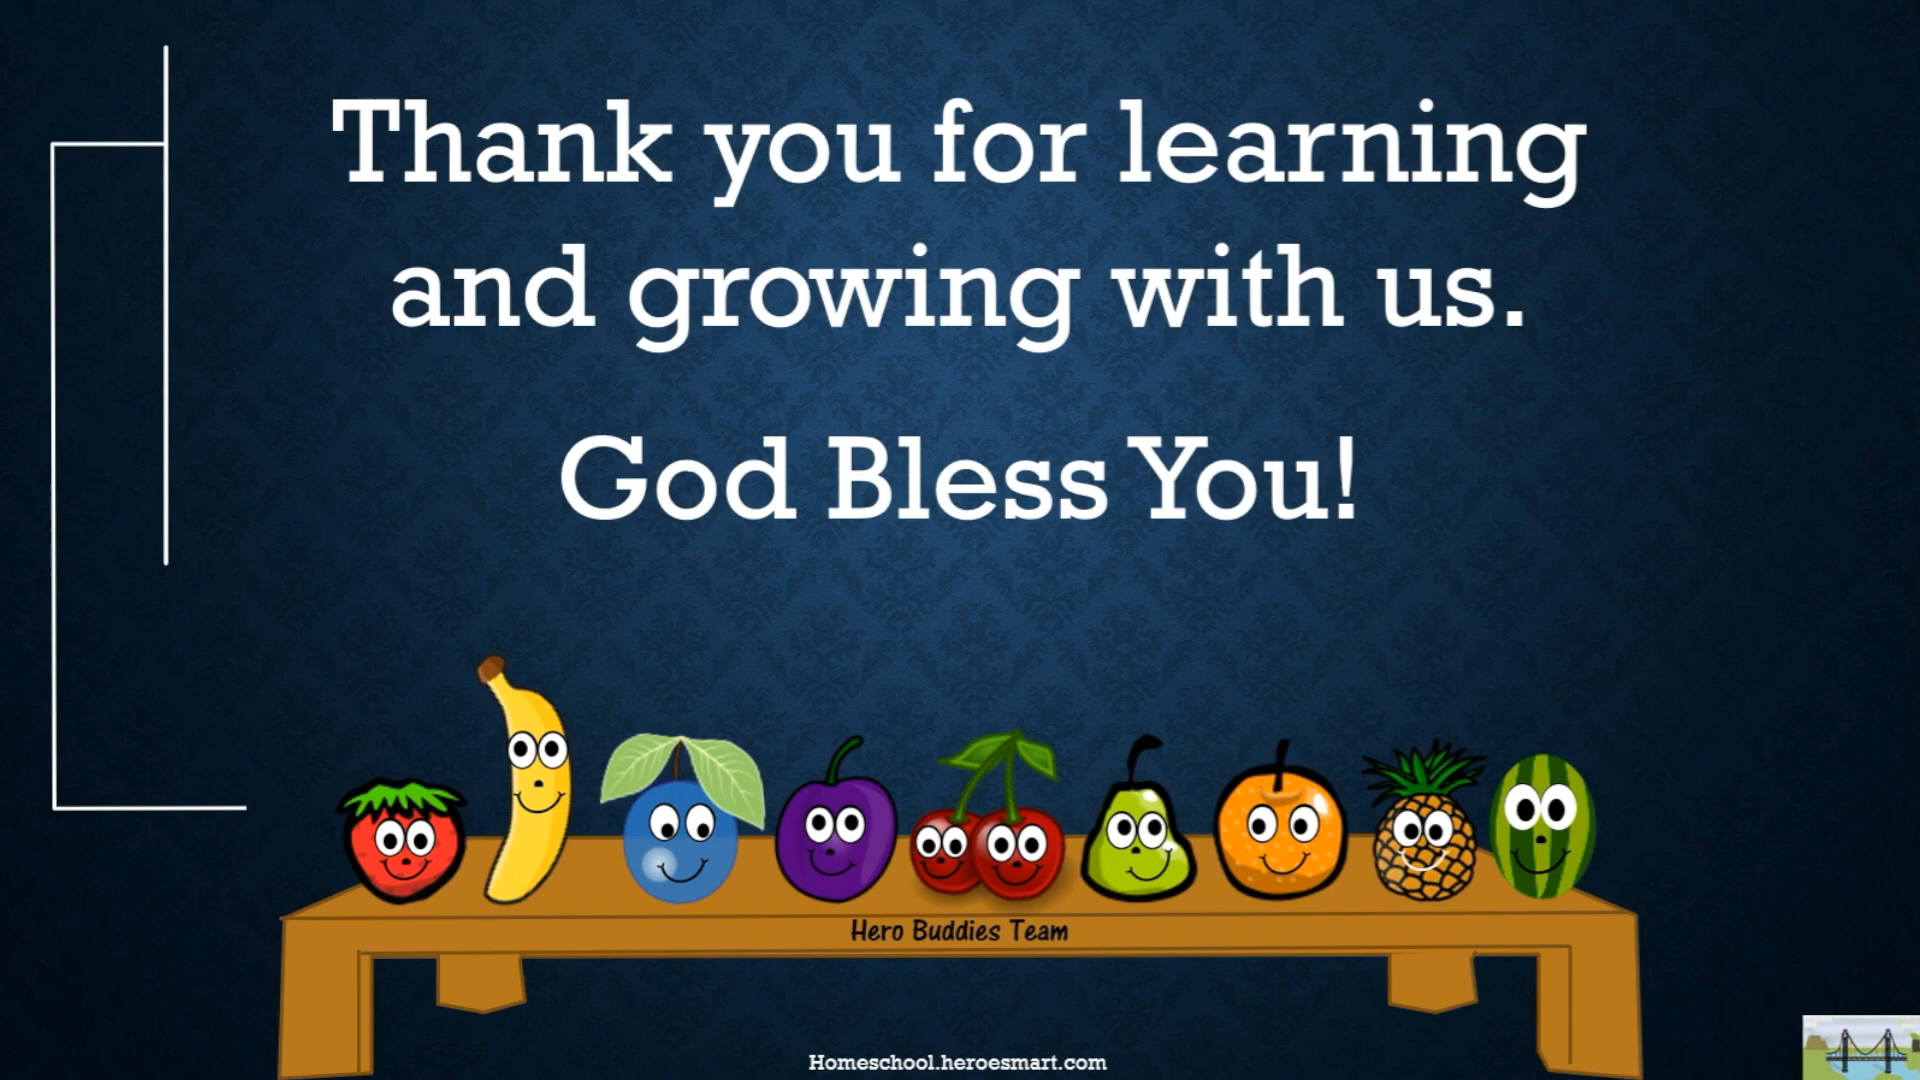 Thank you for learning
and growing with us.
God Bless You!
Hero Buddies Team
Homeschool.heroesmart.com